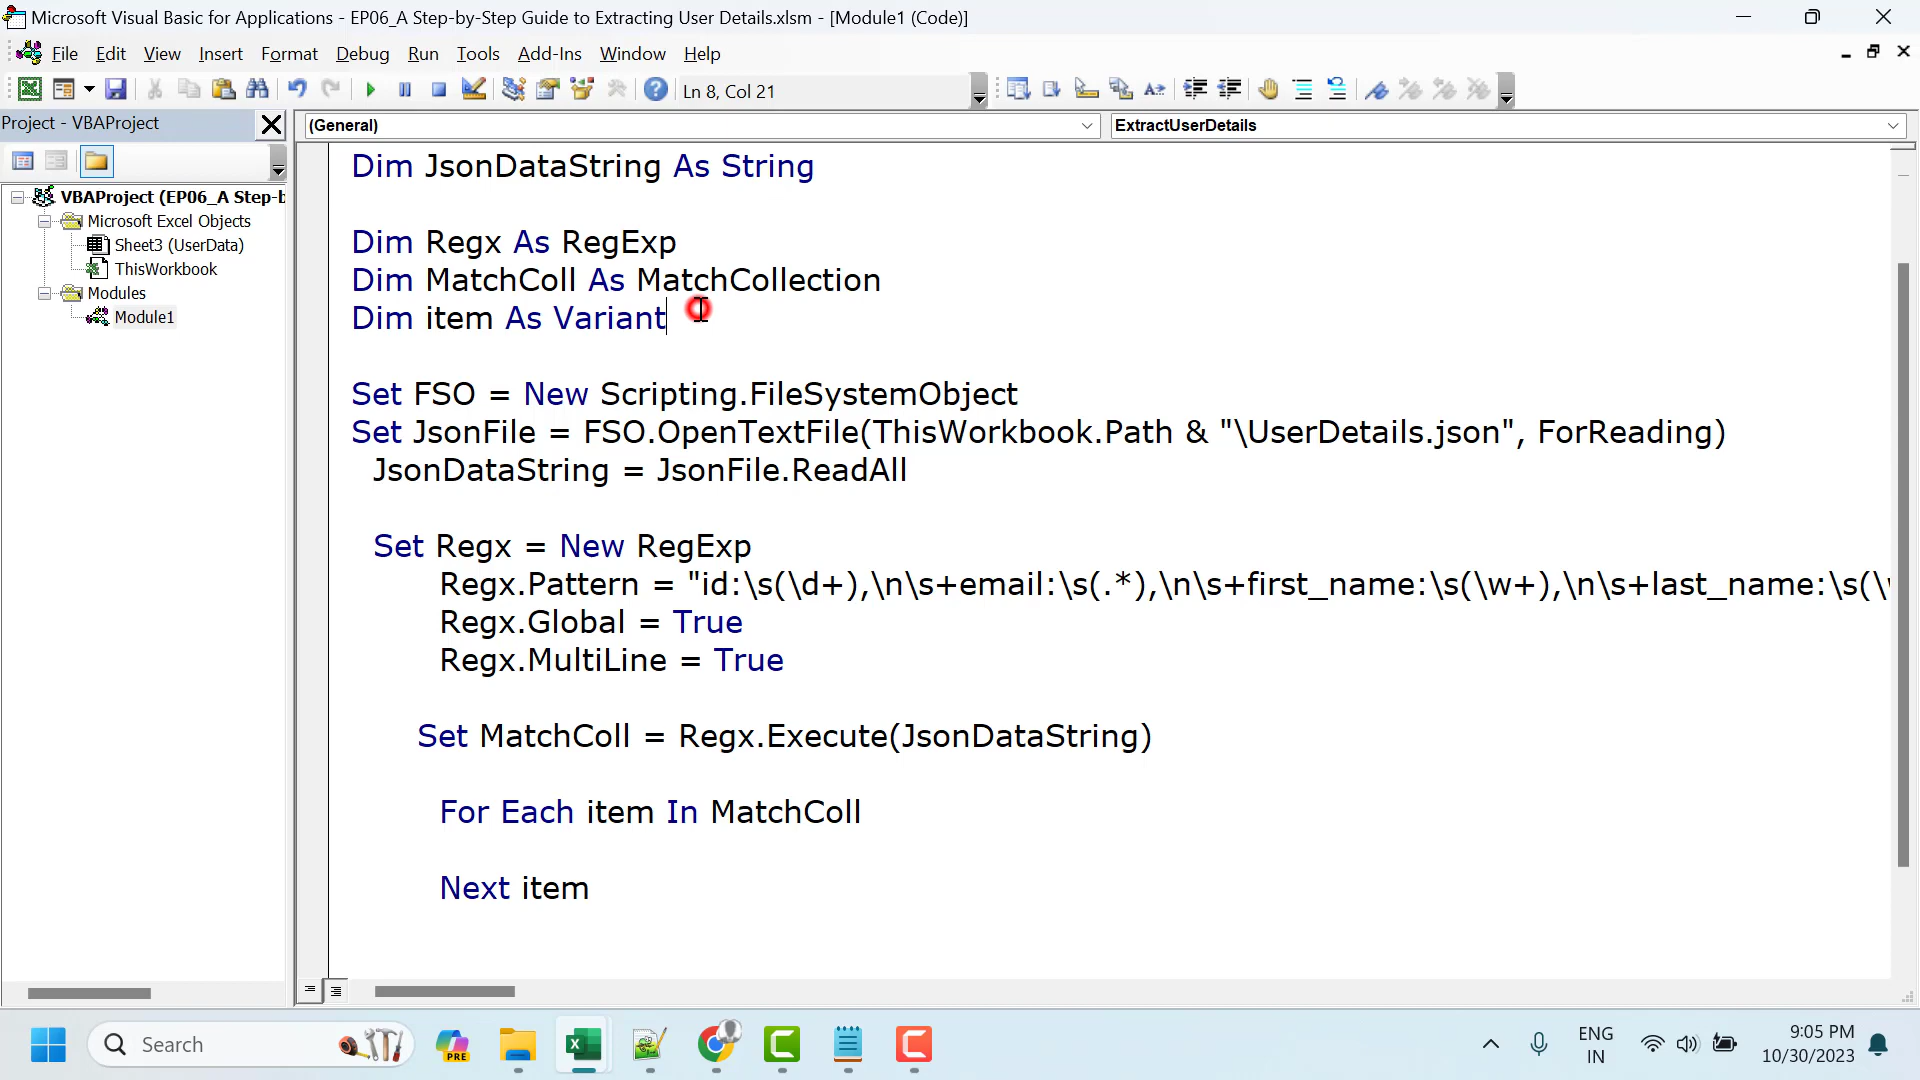 Microsoft Visual Basic for Applications - EP06_A Step-by-Step Guide to Extracting User Details.xlsm - [Module1 (Code)]
File Edit View Insert Format Debug Run Tools Add-Ins Window Help
Ln 8, Col 21
Project - VBAProject
(General)
ExtractUserDetails
VBAProject (EP06_A Step-b
Microsoft Excel Objects
Sheet3 (UserData)
ThisWorkbook
Modules
Module1
Dim JsonDataString As String
Dim Regx As RegExp
Dim MatchColl As MatchCollection
Dim item As Variant
Set FSO = New Scripting.FileSystemObject
Set JsonFile = FSO.OpenTextFile(ThisWorkbook.Path & "\UserDetails.json", ForReading)
JsonDataString = JsonFile.ReadAll
Set Regx = New RegExp
Regx.Pattern = "id:\s(\d+),\n\s+email:\s(.*),\n\s+first_name:\s(\w+),\n\s+last_name:\s(\
Regx.Global = True
Regx.MultiLine = True
Set MatchColl = Regx.Execute(JsonDataString)
For Each item In MatchColl
Next item
Search
PRE
ENG
IN
9:05 PM
10/30/2023